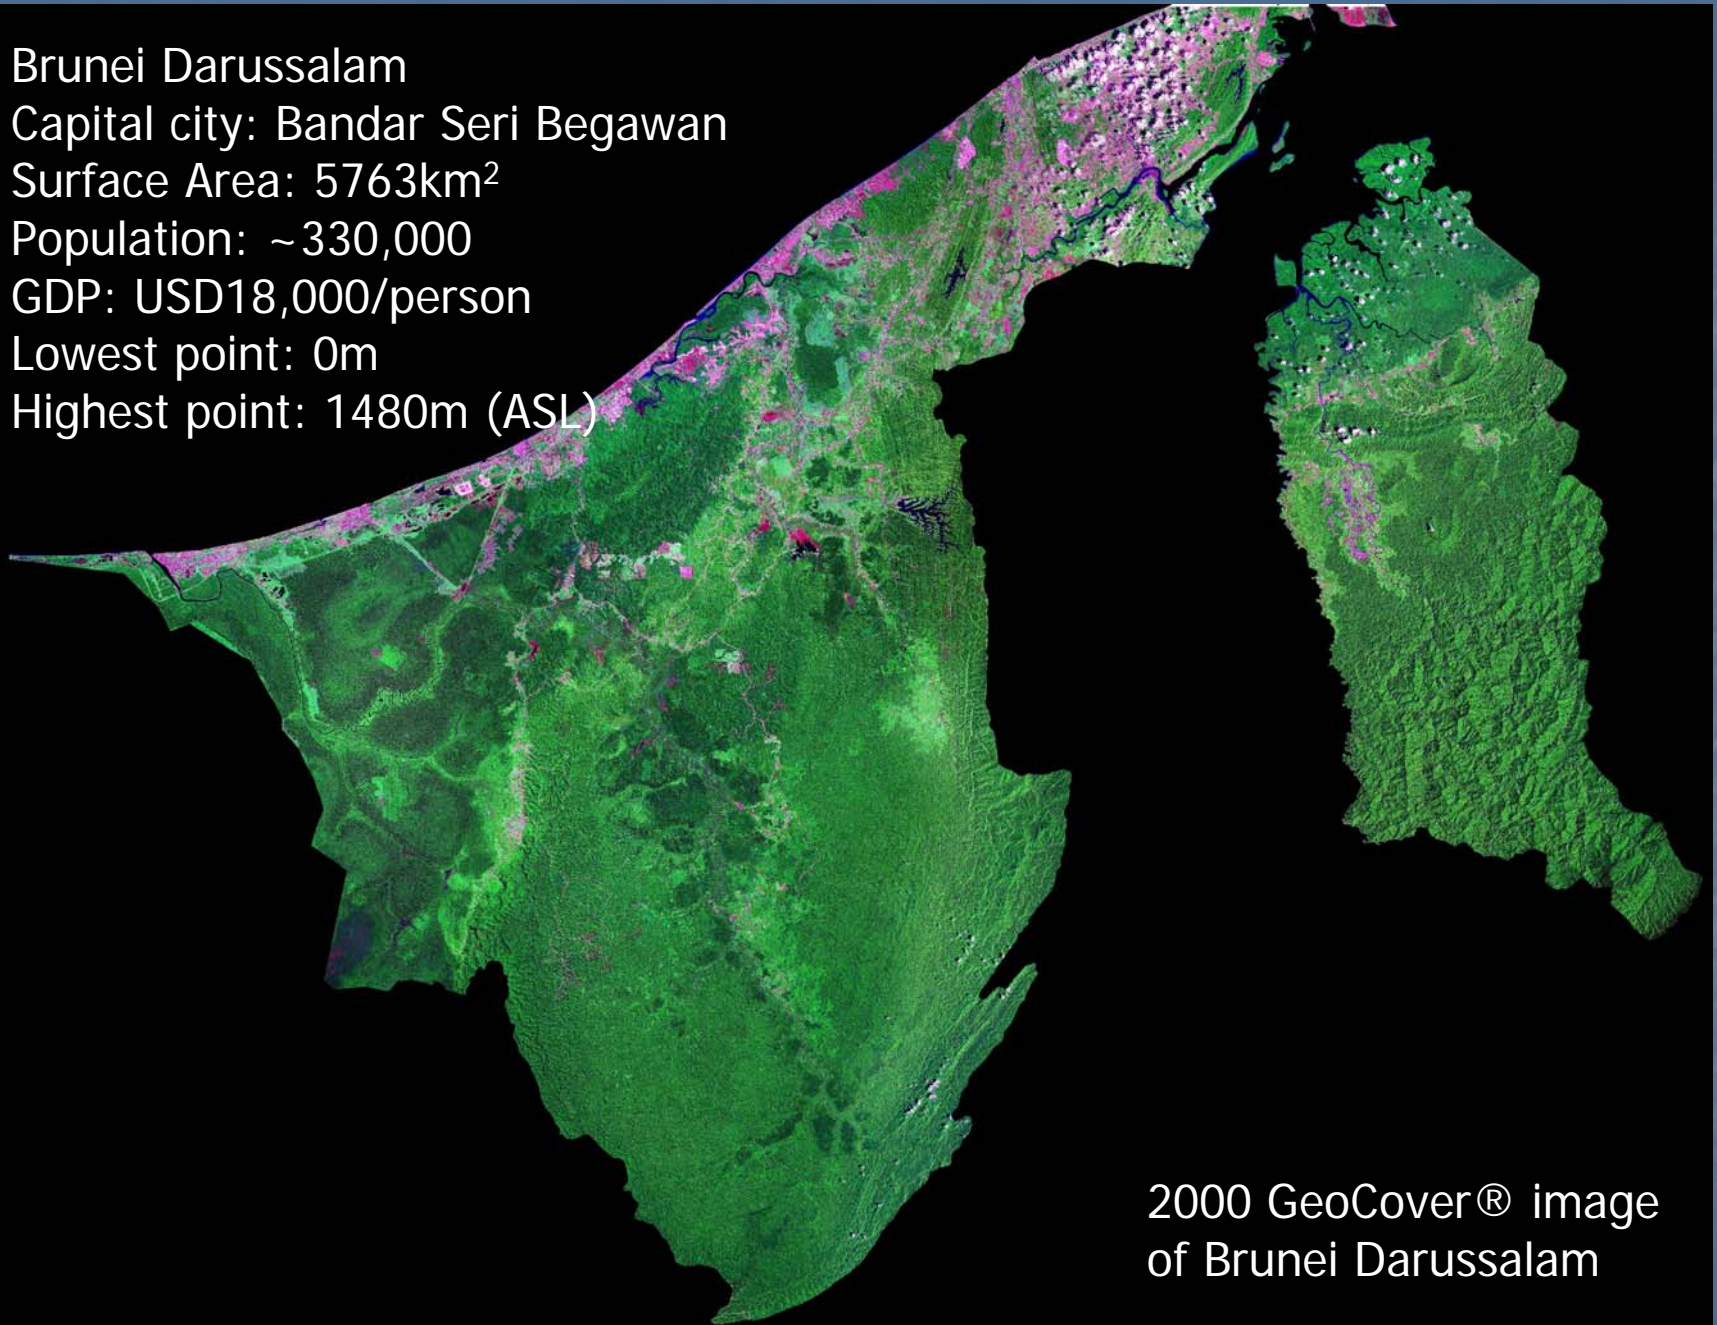 Brunei Darussalam
Capital city: Bandar Seri Begawan
Surface Area: 5763km²
Population: ~330,000
GDP: USD18,000/person
Lowest point: 0m
Highest point: 1480m (ASL)
2000 GeoCover® image
of Brunei Darussalam